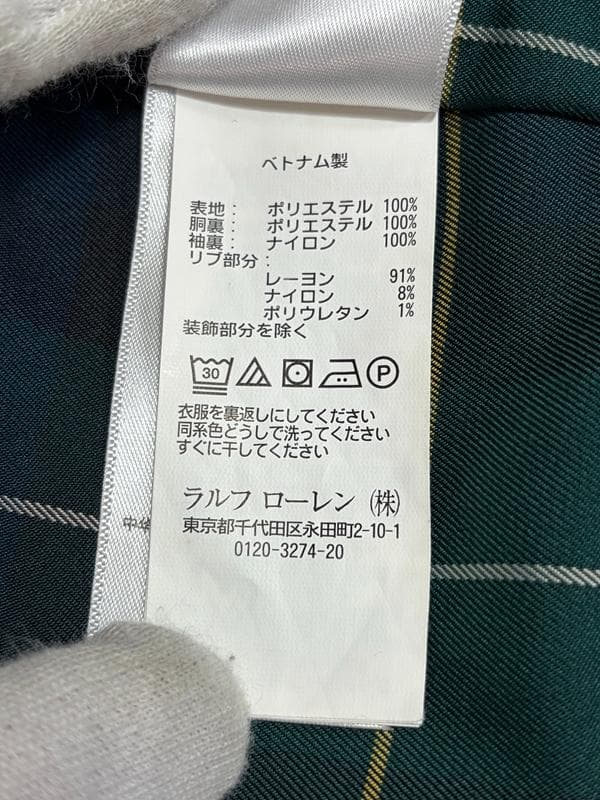 ベトナム製
表地： ポリエステル 100%
胴裏： ポリエステル 100%
袖裏： ナイロン 100%
リブ部分：
レーヨン 91%
ナイロン 8%
ポリウレタン 1%
装飾部分を除く
30 P
衣服を裏返しにしてください
同系色どうしで洗ってください
すぐに干してください
ラルフ ローレン（株）
東京都千代田区永田町2-10-1
0120-3274-20